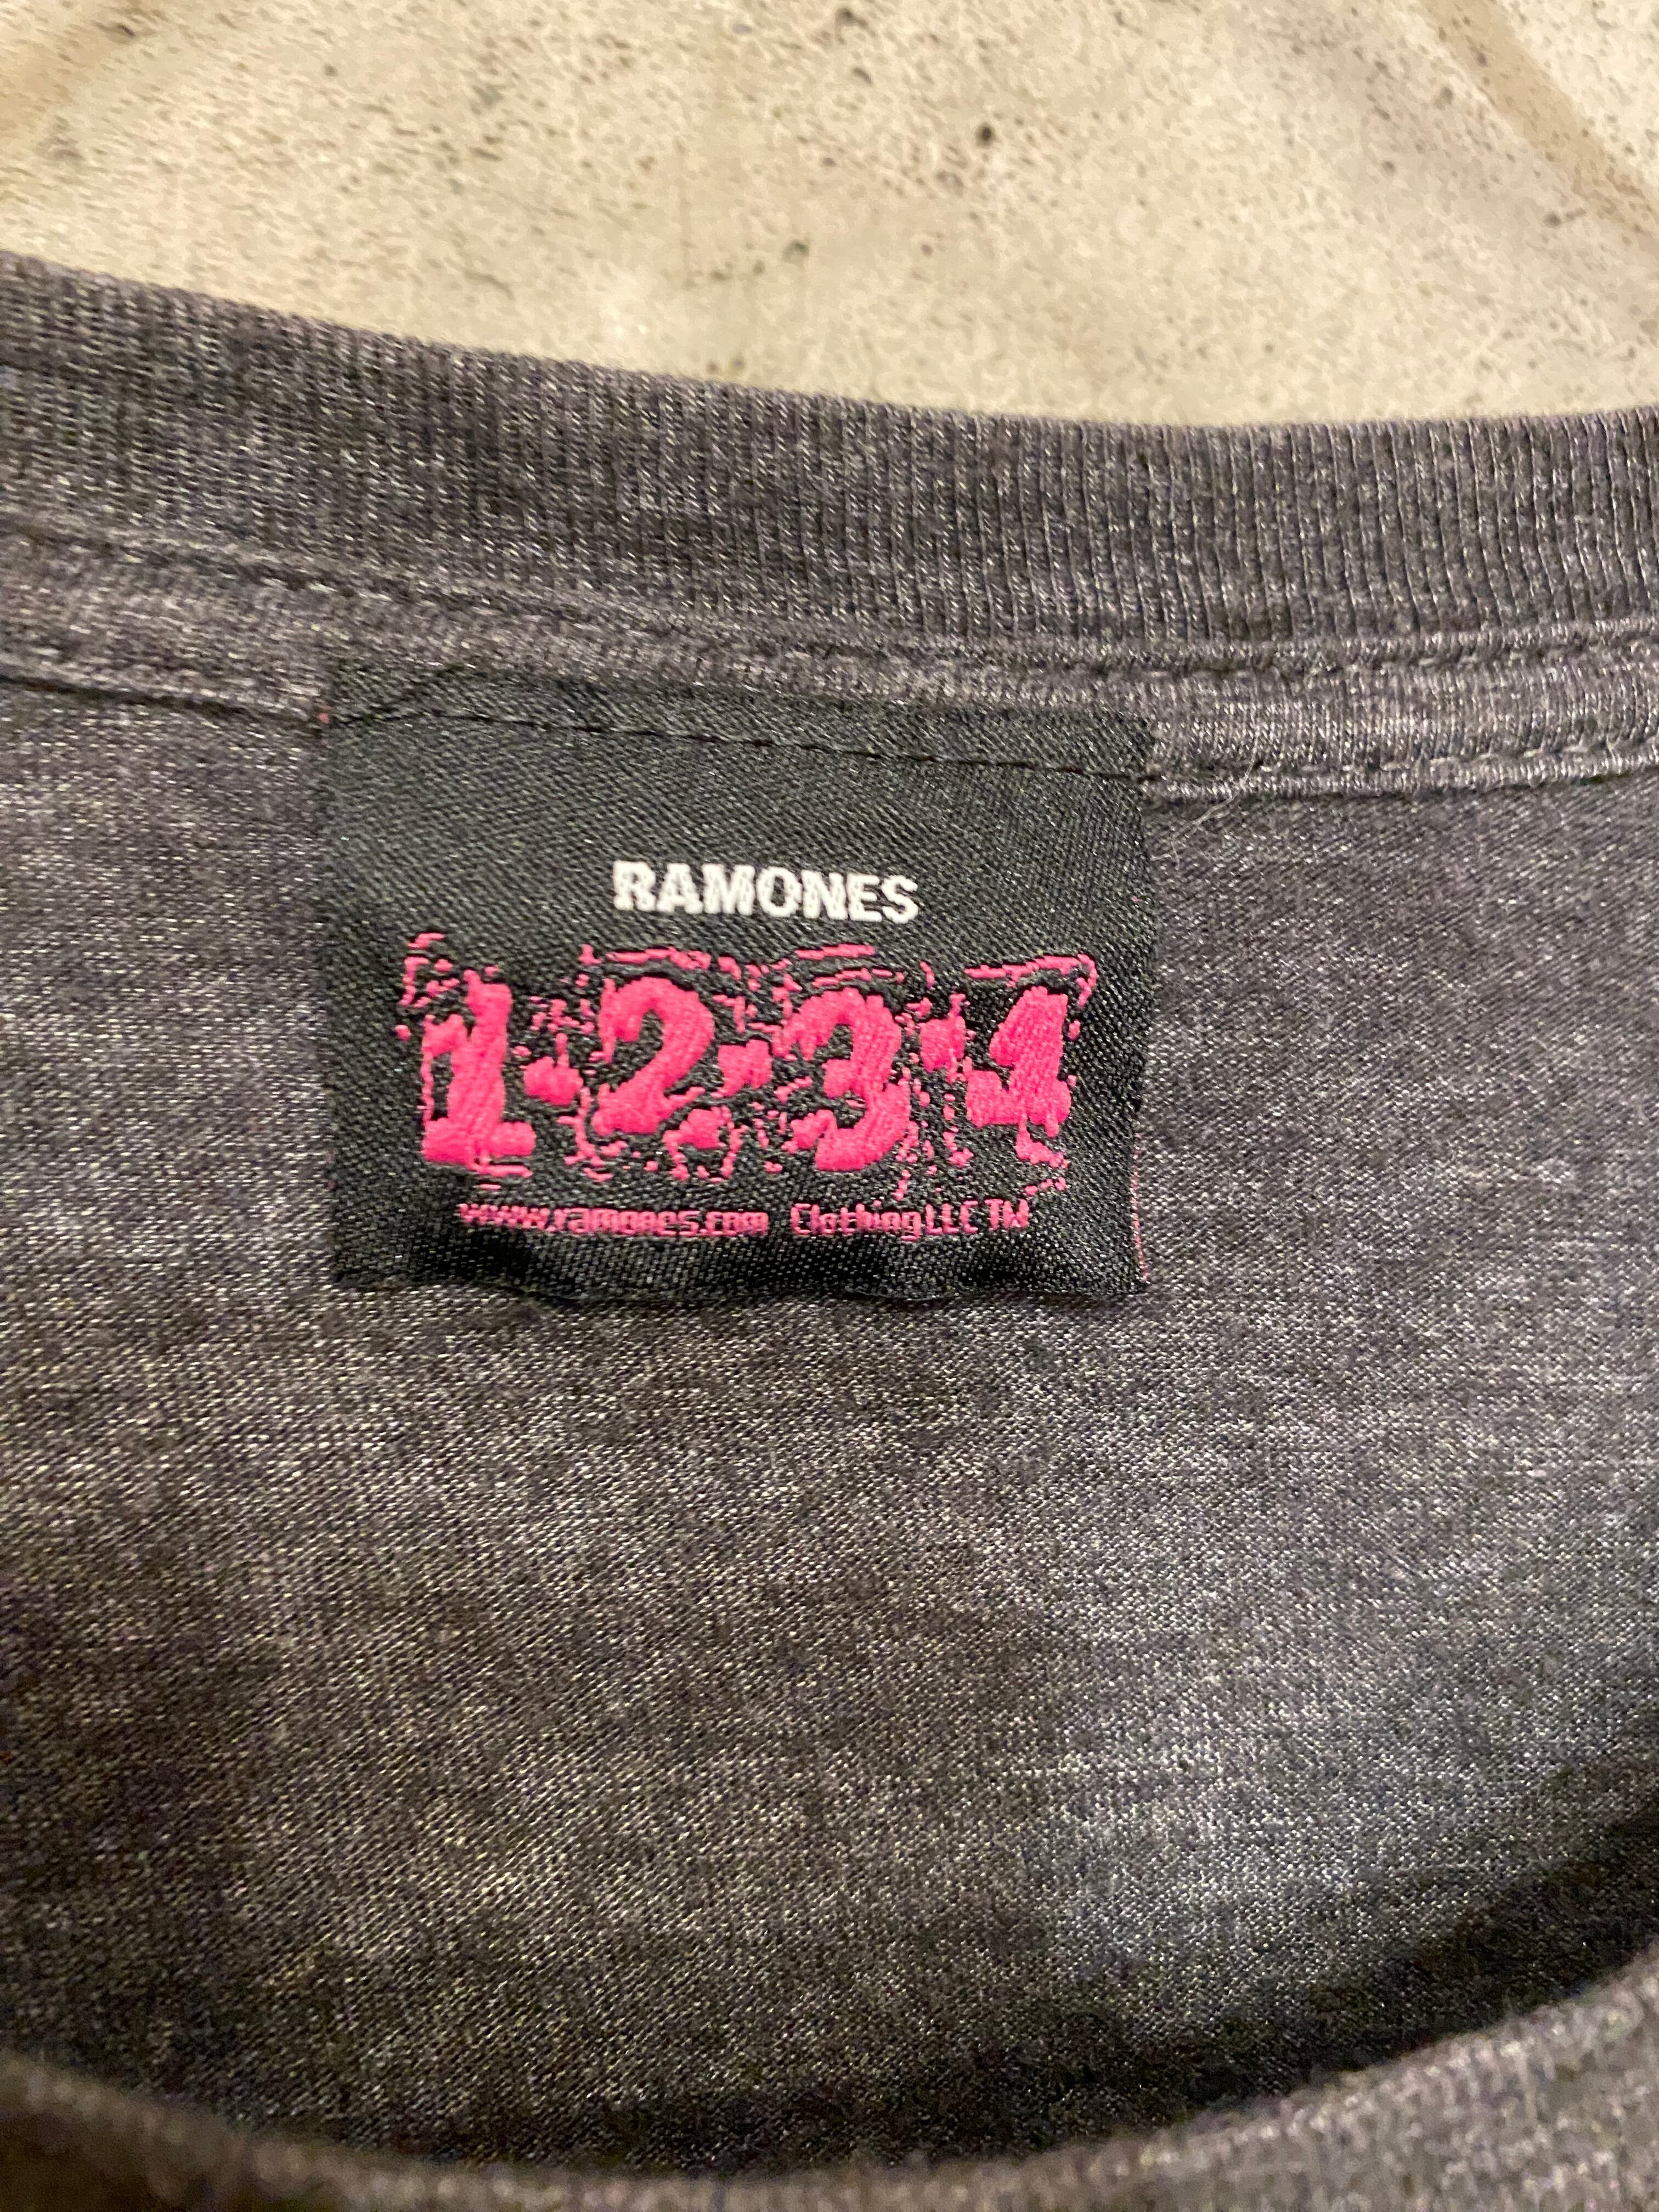 RAMONES
1-2-3-4
www.ramones.com Clothing LLC TM